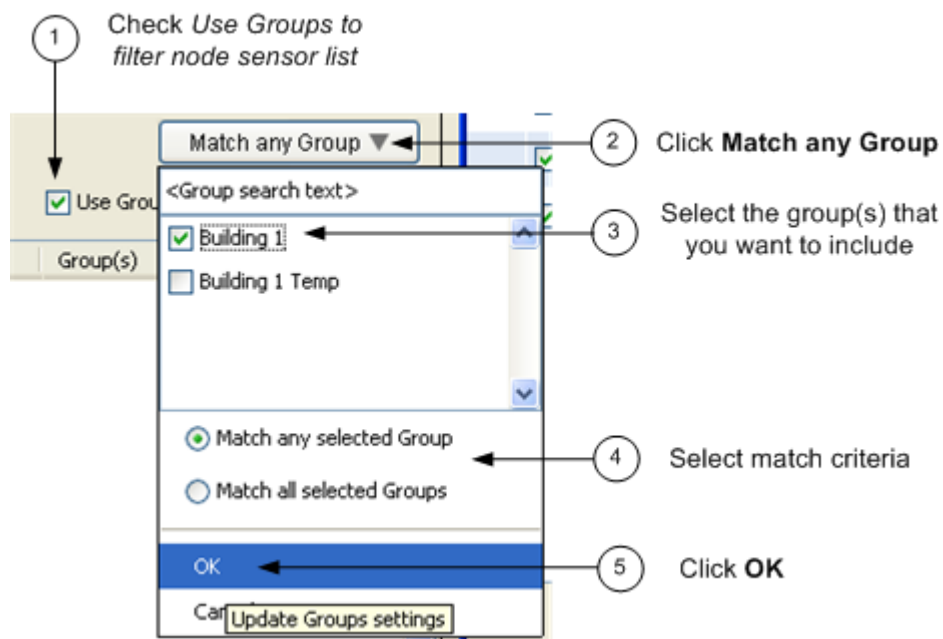 1
Check Use Groups to
filter node sensor list
Match any Group
2
Click Match any Group
Use Grou
<Group search text>
Building 1
3
Select the group(s) that
you want to include
Group(s)
Building 1 Temp
Match any selected Group
4
Select match criteria
Match all selected Groups
OK
5
Click OK
Update Groups settings